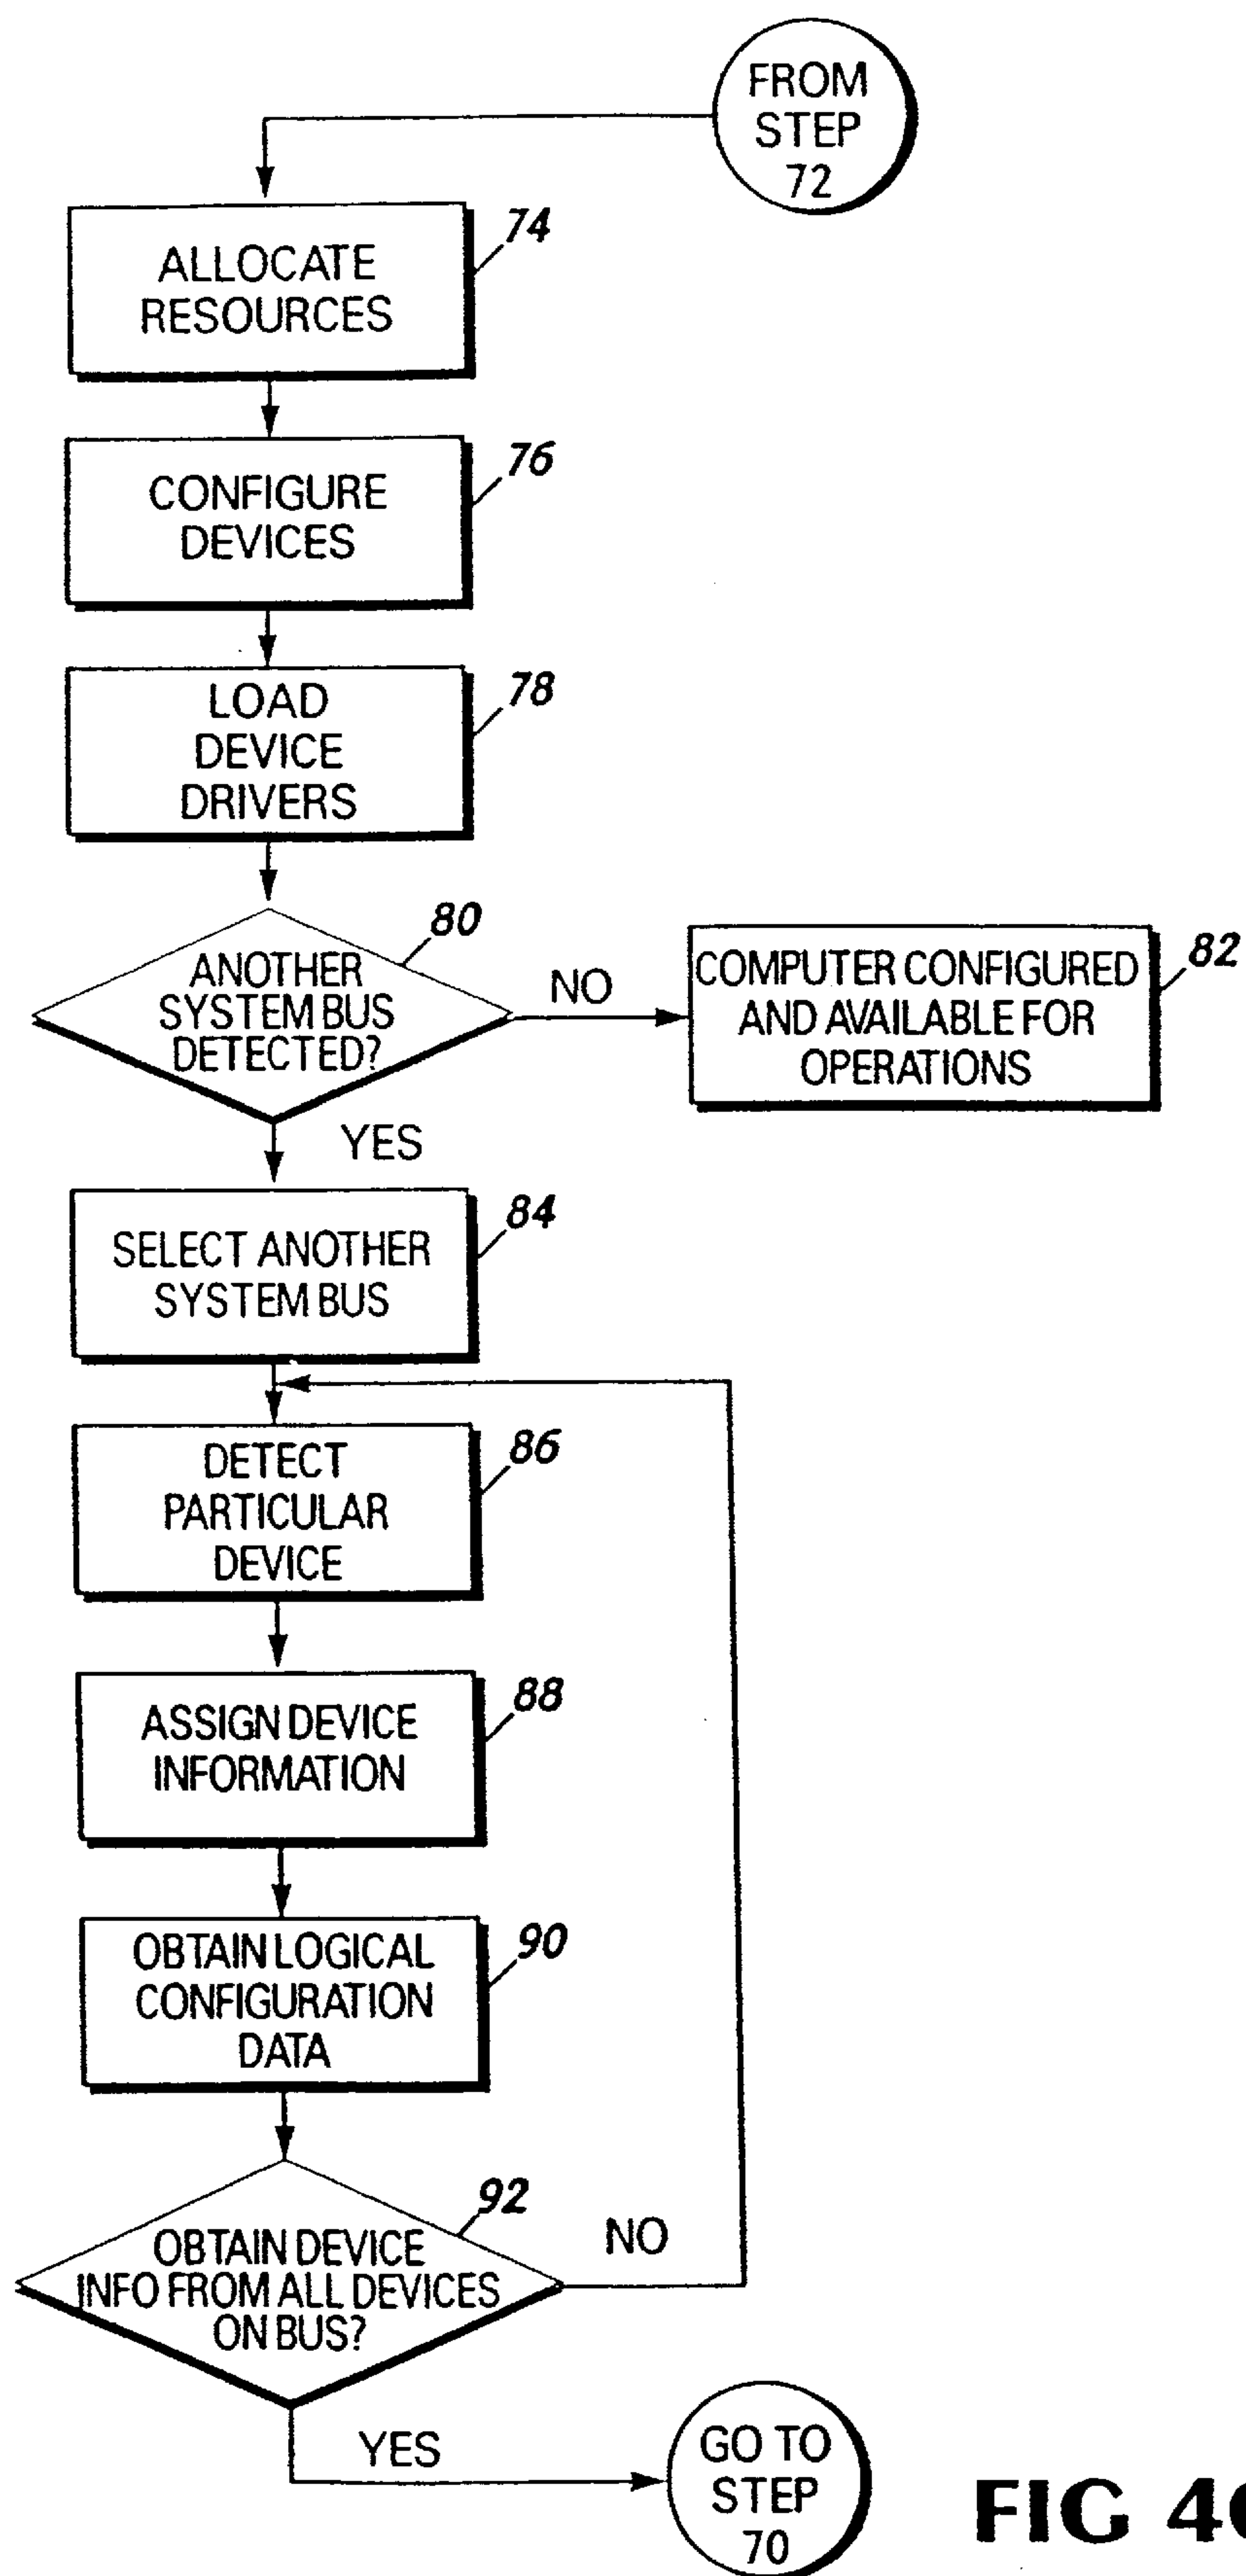 FROM
STEP
72
74
ALLOCATE
RESOURCES
76
CONFIGURE
DEVICES
78
LOAD
DEVICE
DRIVERS
80
ANOTHER
SYSTEM BUS
DETECTED?
NO
82
COMPUTER CONFIGURED
AND AVAILABLE FOR
OPERATIONS
YES
84
SELECT ANOTHER
SYSTEM BUS
86
DETECT
PARTICULAR
DEVICE
88
ASSIGN DEVICE
INFORMATION
90
OBTAIN LOGICAL
CONFIGURATION
DATA
92
OBTAIN DEVICE
INFO FROM ALL DEVICES
ON BUS?
NO
YES
GO TO
STEP
70
FIG